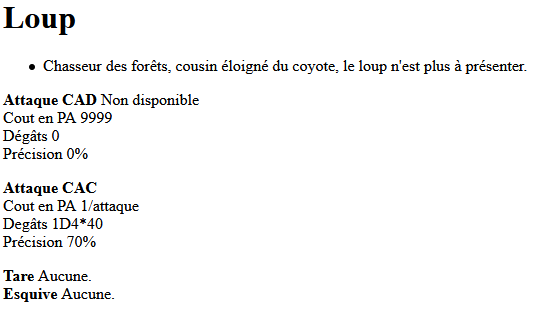 Loup
Chasseur des forêts, cousin éloigné du coyote, le loup n'est plus à présenter.
Attaque CAD Non disponible
Cout en PA 9999
Dégâts 0
Précision 0%
Attaque CAC
Cout en PA 1/attaque
Degâts 1D4*40
Précision 70%
Tare Aucune.
Esquive Aucune.